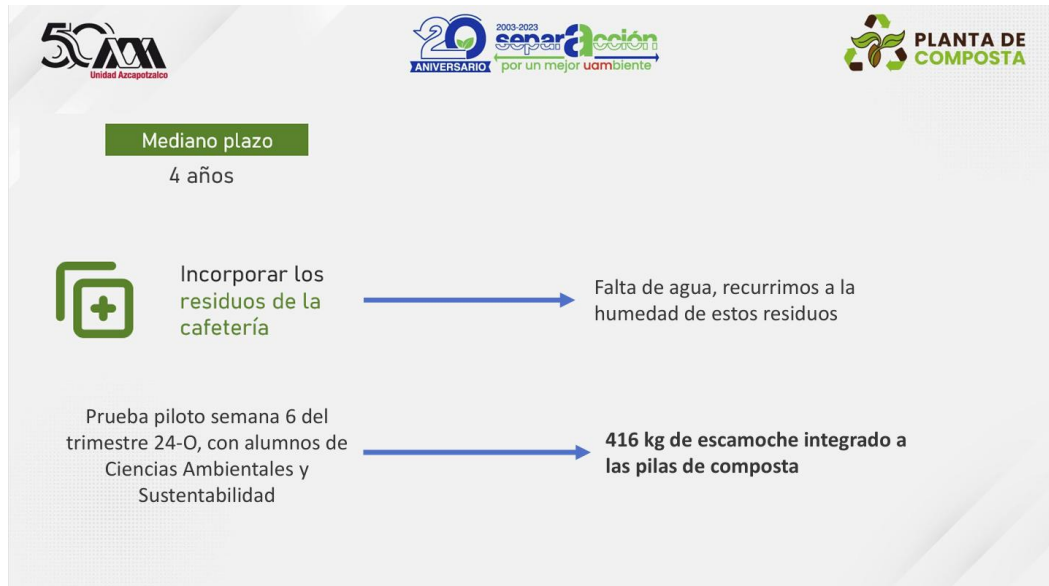 50
Unidad Azcapotzalco
20
ANIVERSARIO
2003-2023
separacción
por un mejor uambiente
PLANTA DE
COMPOSTA
Mediano plazo
4 años
Incorporar los
residuos de la
cafetería
Falta de agua, recurrimos a la
humedad de estos residuos
Prueba piloto semana 6 del
trimestre 24-O, con alumnos de
Ciencias Ambientales y
Sustentabilidad
416 kg de escamoche integrado a
las pilas de composta